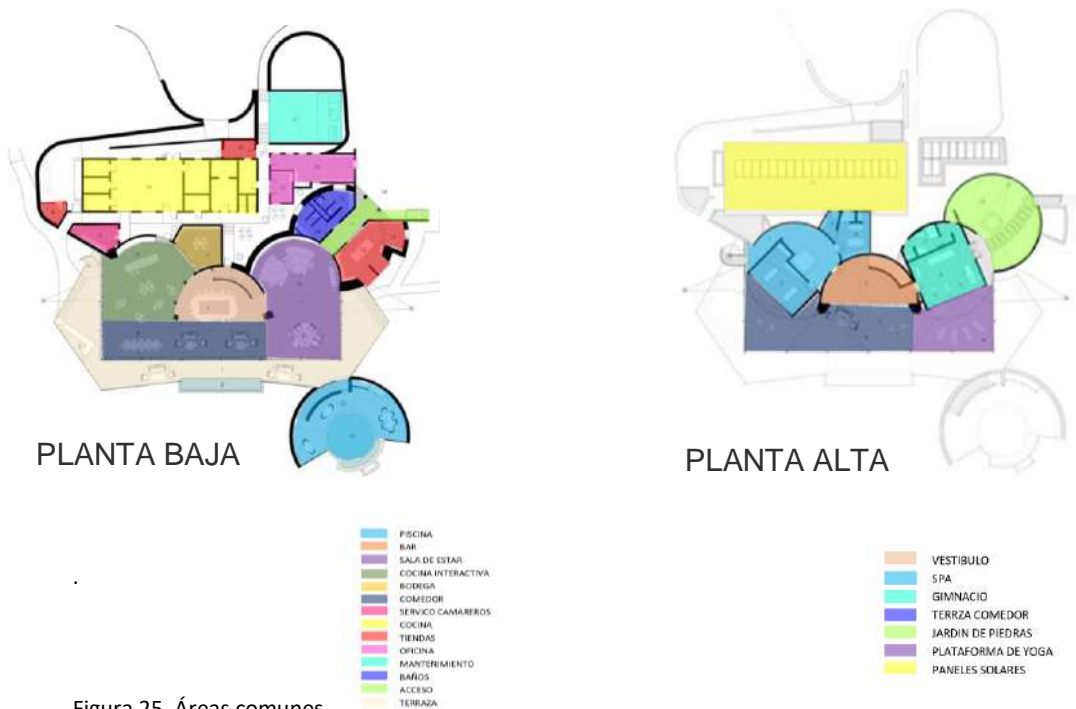 PLANTA BAJA
PLANTA ALTA
PISCINA
BAR
SALA DE ESTAR
COCINA INTERACTIVA
BODEGA
COMEDOR
SERVICO CAMAREROS
COCINA
TIENDAS
OFICINA
MANTENIMIENTO
BAÑOS
ACCESO
TERRAZA
VESTIBULO
SPA
GIMNACIO
TERRZA COMEDOR
JARDIN DE PIEDRAS
PLATAFORMA DE YOGA
PANELES SOLARES
.
Figura 25. Áreas comunes